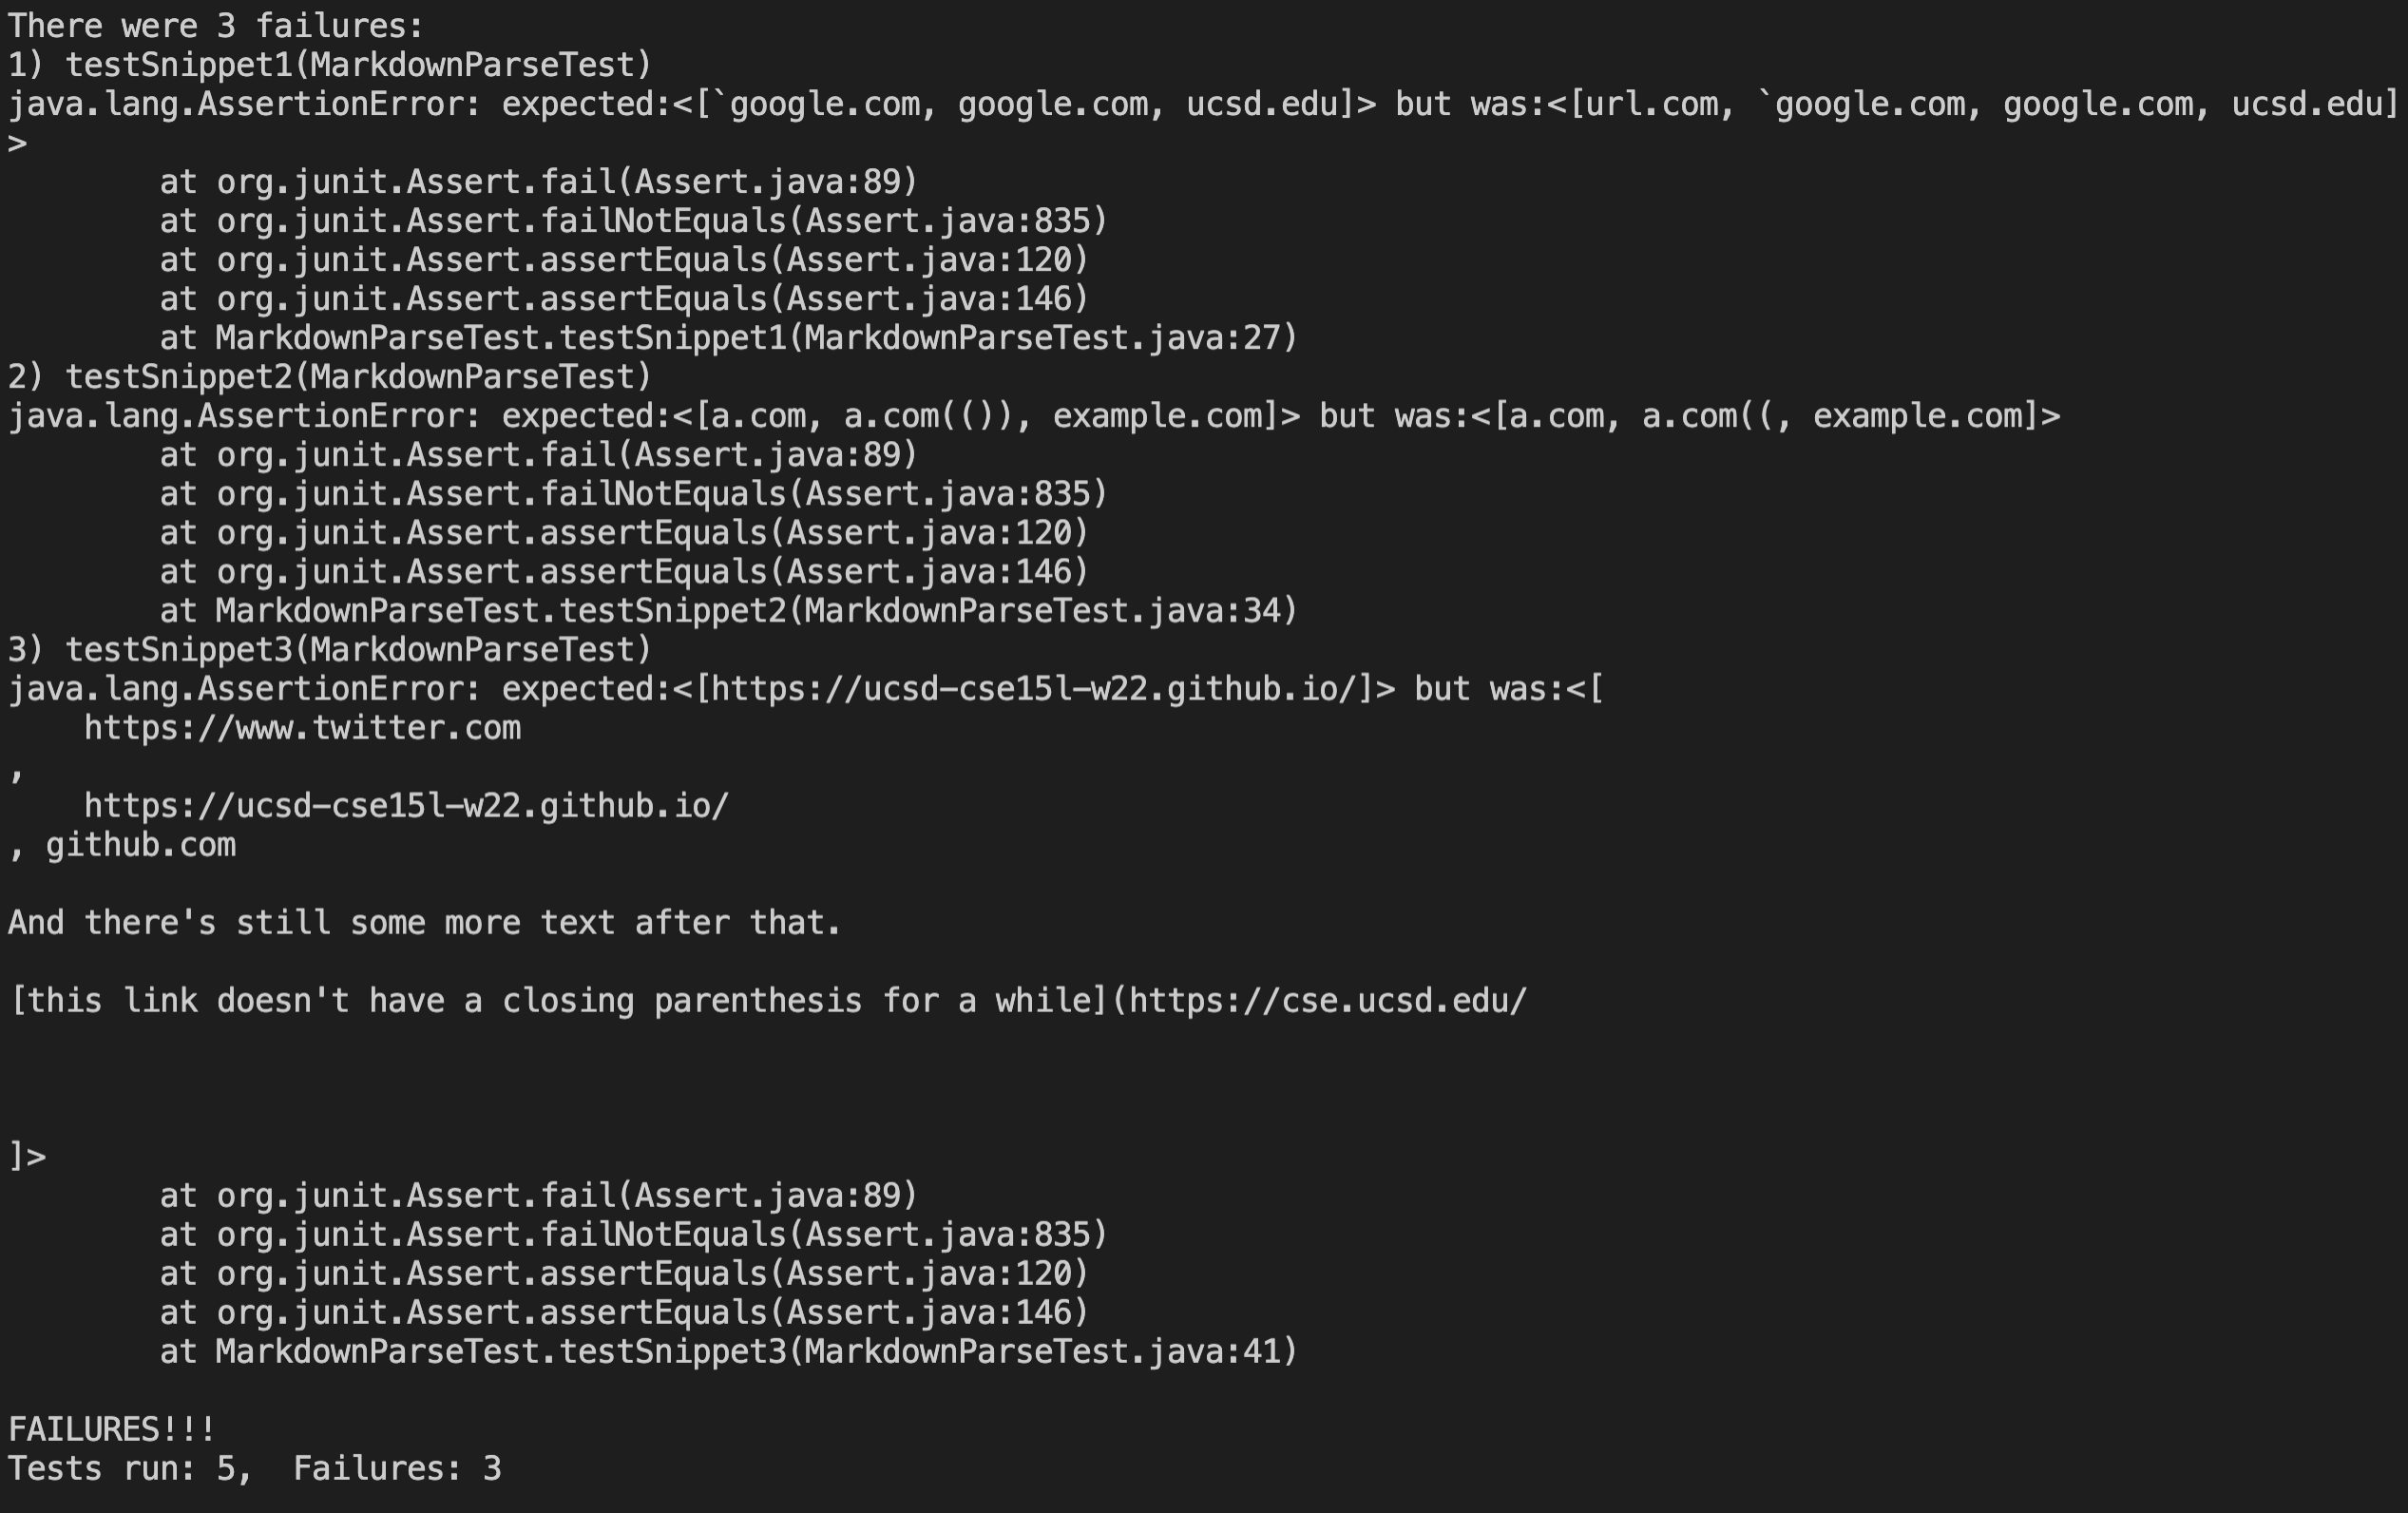 There were 3 failures:
1) testSnippet1(MarkdownParseTest)
java.lang.AssertionError: expected:<[`google.com, google.com, ucsd.edu]> but was:<[url.com, `google.com, google.com, ucsd.edu]
>
        at org.junit.Assert.fail(Assert.java:89)
        at org.junit.Assert.failNotEquals(Assert.java:835)
        at org.junit.Assert.assertEquals(Assert.java:120)
        at org.junit.Assert.assertEquals(Assert.java:146)
        at MarkdownParseTest.testSnippet1(MarkdownParseTest.java:27)
2) testSnippet2(MarkdownParseTest)
java.lang.AssertionError: expected:<[a.com, a.com(()), example.com]> but was:<[a.com, a.com((, example.com]>
        at org.junit.Assert.fail(Assert.java:89)
        at org.junit.Assert.failNotEquals(Assert.java:835)
        at org.junit.Assert.assertEquals(Assert.java:120)
        at org.junit.Assert.assertEquals(Assert.java:146)
        at MarkdownParseTest.testSnippet2(MarkdownParseTest.java:34)
3) testSnippet3(MarkdownParseTest)
java.lang.AssertionError: expected:<[https://ucsd-cse15l-w22.github.io/]> but was:<[
    https://www.twitter.com
,
    https://ucsd-cse15l-w22.github.io/
, github.com

And there's still some more text after that.

[this link doesn't have a closing parenthesis for a while](https://cse.ucsd.edu/



]>
        at org.junit.Assert.fail(Assert.java:89)
        at org.junit.Assert.failNotEquals(Assert.java:835)
        at org.junit.Assert.assertEquals(Assert.java:120)
        at org.junit.Assert.assertEquals(Assert.java:146)
        at MarkdownParseTest.testSnippet3(MarkdownParseTest.java:41)

FAILURES!!!
Tests run: 5,  Failures: 3